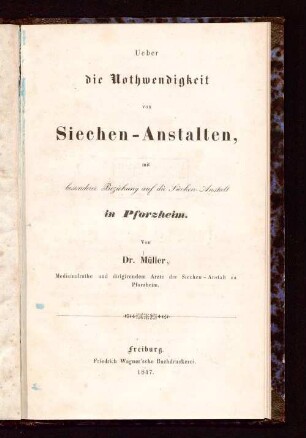 Ueber
die Nothwendigkeit
von
Siechen-Anstalten,
mit
besonderer Beziehung auf die Siechen-Anstalt
in Pforzheim.
Von
Dr. Müller,
Medicinalrathe und dirigirendem Arzte der Siechen-Anstalt zu
Pforzheim.
Freiburg.
Friedrich Wagner'sche Buchdruckerei.
1847.